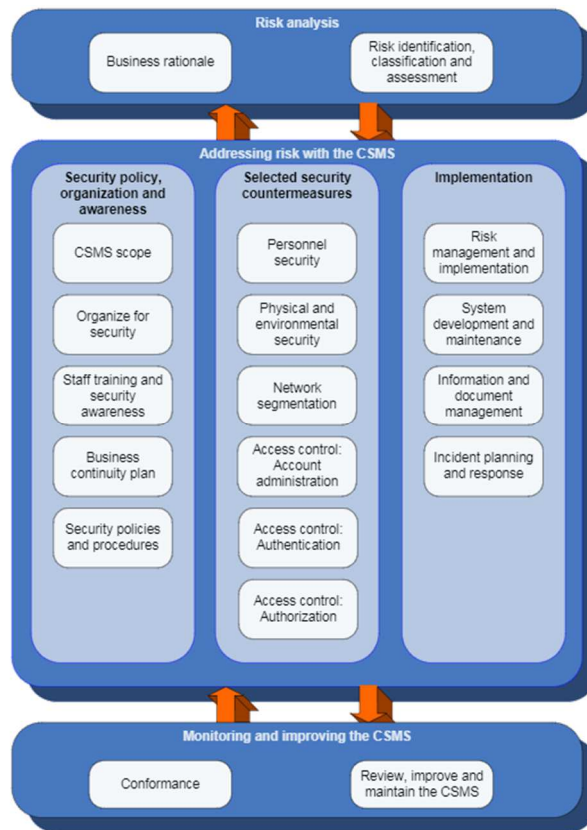 Risk analysis
Business rationale
Risk identification,
classification and
assessment
Addressing risk with the CSMS
Security policy,
organization and
awareness
CSMS scope
Organize for
security
Staff training and
security
awareness
Business
continuity plan
Security policies
and procedures
Selected security
countermeasures
Personnel
security
Physical and
environmental
security
Network
segmentation
Access control:
Account
administration
Access control:
Authentication
Access control:
Authorization
Implementation
Risk
management and
implementation
System
development and
maintenance
Information and
document
management
Incident planning
and response
Monitoring and improving the CSMS
Conformance
Review, improve and
maintain the CSMS